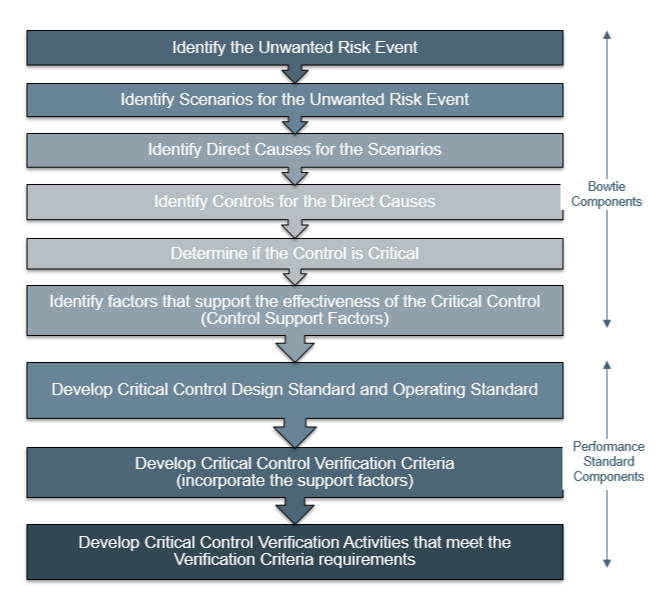 Identify the Unwanted Risk Event
Identify Scenarios for the Unwanted Risk Event
Identify Direct Causes for the Scenarios
Identify Controls for the Direct Causes
Determine if the Control is Critical
Identify factors that support the effectiveness of the Critical Control
(Control Support Factors)
Bowtie
Components
Develop Critical Control Design Standard and Operating Standard
Develop Critical Control Verification Criteria
(incorporate the support factors)
Develop Critical Control Verification Activities that meet the
Verification Criteria requirements
Performance
Standard
Components